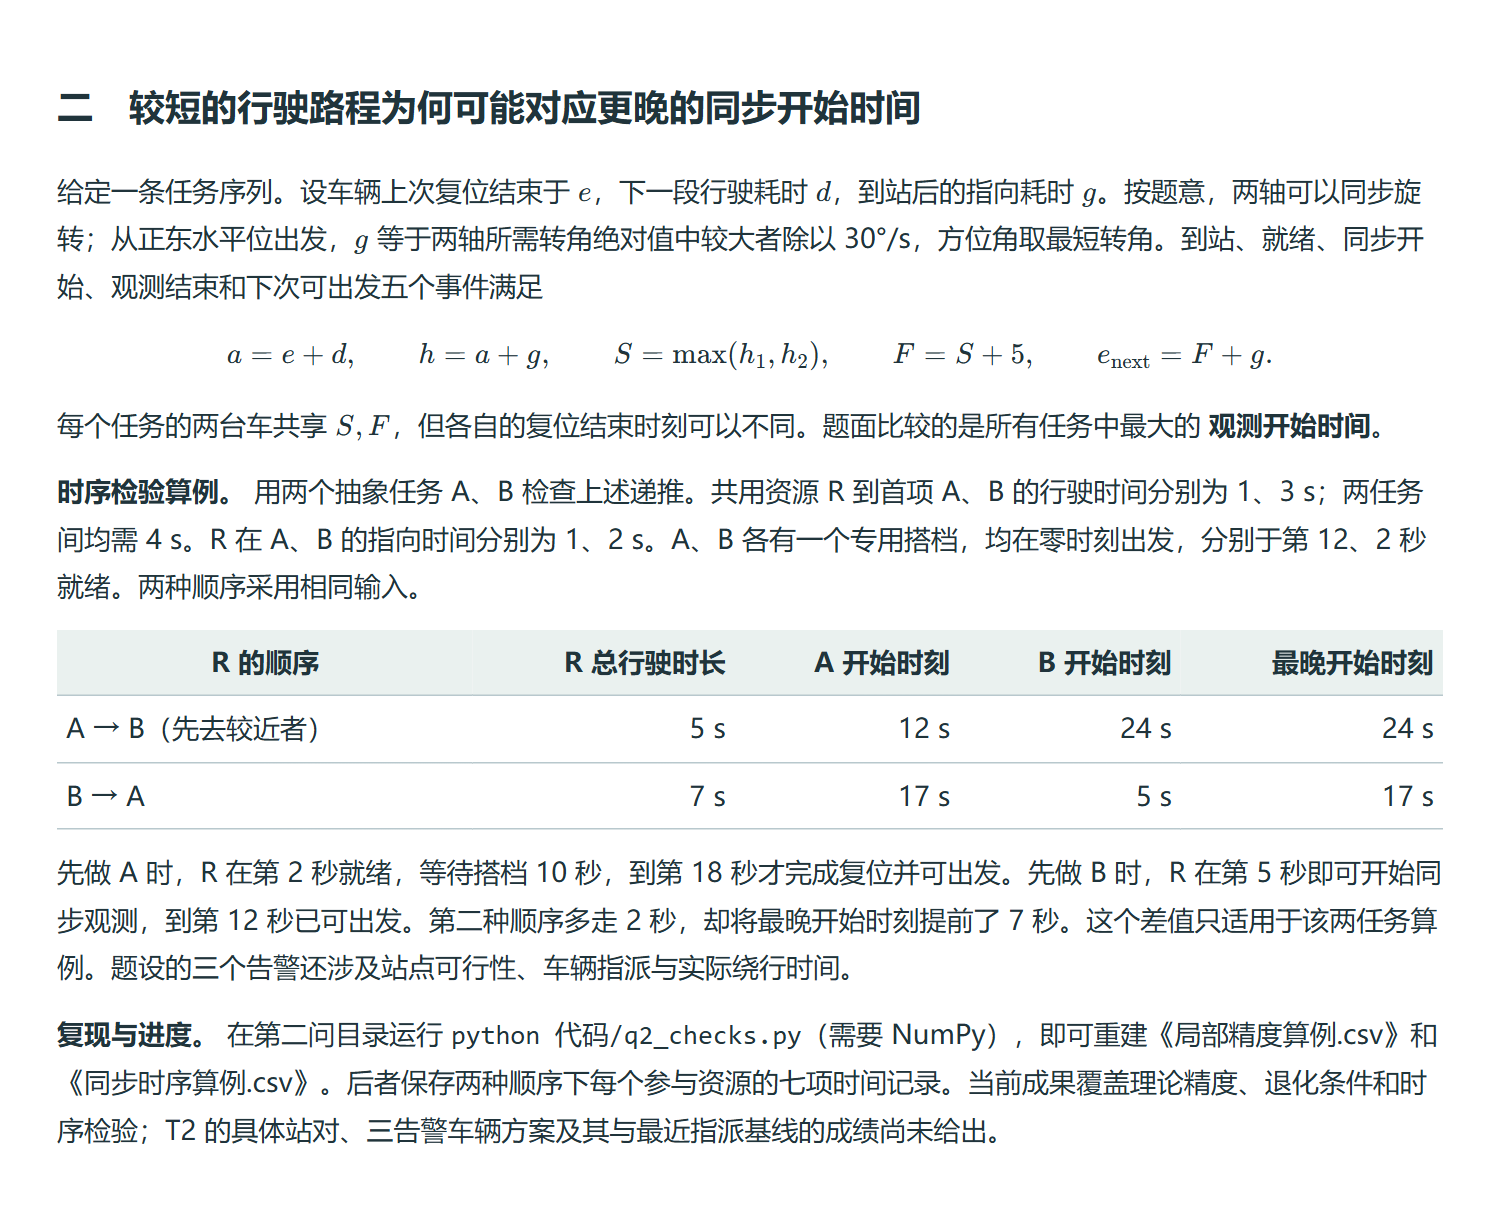 二　较短的行驶路程为何可能对应更晚的同步开始时间
给定一条任务序列。设车辆上次复位结束于 e，下一段行驶耗时 d，到站后的指向耗时 g。按题意，两轴可以同步旋
转；从正东水平位出发，g 等于两轴所需转角绝对值中较大者除以 30°/s，方位角取最短转角。到站、就绪、同步开
始、观测结束和下次可出发五个事件满足
a = e + d,　　h = a + g,　　S = max(h₁, h₂),　　F = S + 5,　　e_next = F + g.
每个任务的两台车共享 S, F，但各自的复位结束时刻可以不同。题面比较的是所有任务中最大的 观测开始时间。
时序检验算例。 用两个抽象任务 A、B 检查上述递推。共用资源 R 到首项 A、B 的行驶时间分别为 1、3 s；两任务
间均需 4 s。R 在 A、B 的指向时间分别为 1、2 s。A、B 各有一个专用搭档，均在零时刻出发，分别于第 12、2 秒
就绪。两种顺序采用相同输入。
R 的顺序　R 总行驶时长　A 开始时刻　B 开始时刻　最晚开始时刻
A → B（先去较近者）　5 s　12 s　24 s　24 s
B → A　7 s　17 s　5 s　17 s
先做 A 时，R 在第 2 秒就绪，等待搭档 10 秒，到第 18 秒才完成复位并可出发。先做 B 时，R 在第 5 秒即可开始同
步观测，到第 12 秒已可出发。第二种顺序多走 2 秒，却将最晚开始时刻提前了 7 秒。这个差值只适用于该两任务算
例。题设的三个告警还涉及站点可行性、车辆指派与实际绕行时间。
复现与进度。 在第二问目录运行 python 代码/q2_checks.py（需要 NumPy），即可重建《局部精度算例.csv》和
《同步时序算例.csv》。后者保存两种顺序下每个参与资源的七项时间记录。当前成果覆盖理论精度、退化条件和时
序检验；T2 的具体站对、三告警车辆方案及其与最近指派基线的成绩尚未给出。